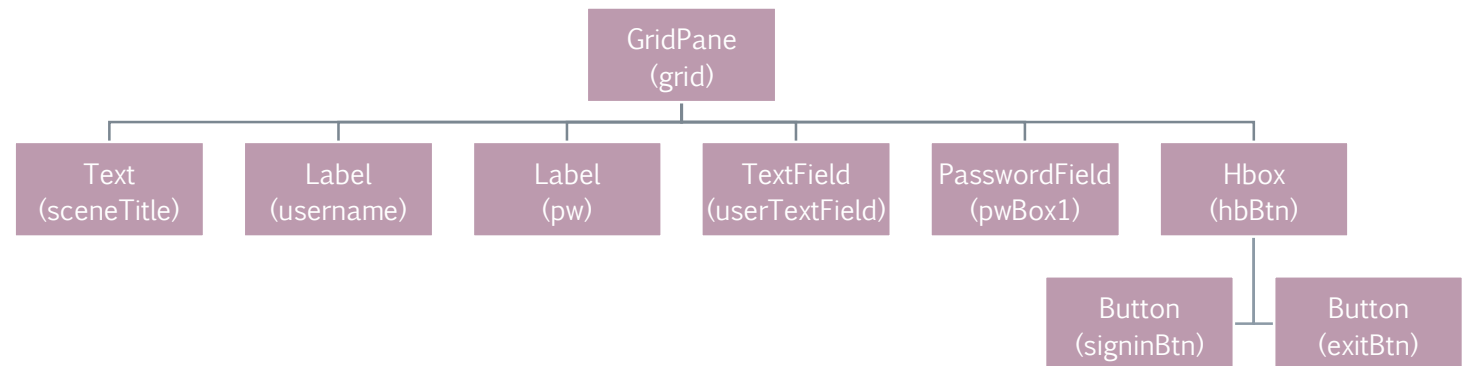 GridPane
(grid)
Text
(sceneTitle)
Label
(username)
Label
(pw)
TextField
(userTextField)
PasswordField
(pwBox1)
Hbox
(hbBtn)
Button
(signinBtn)
Button
(exitBtn)